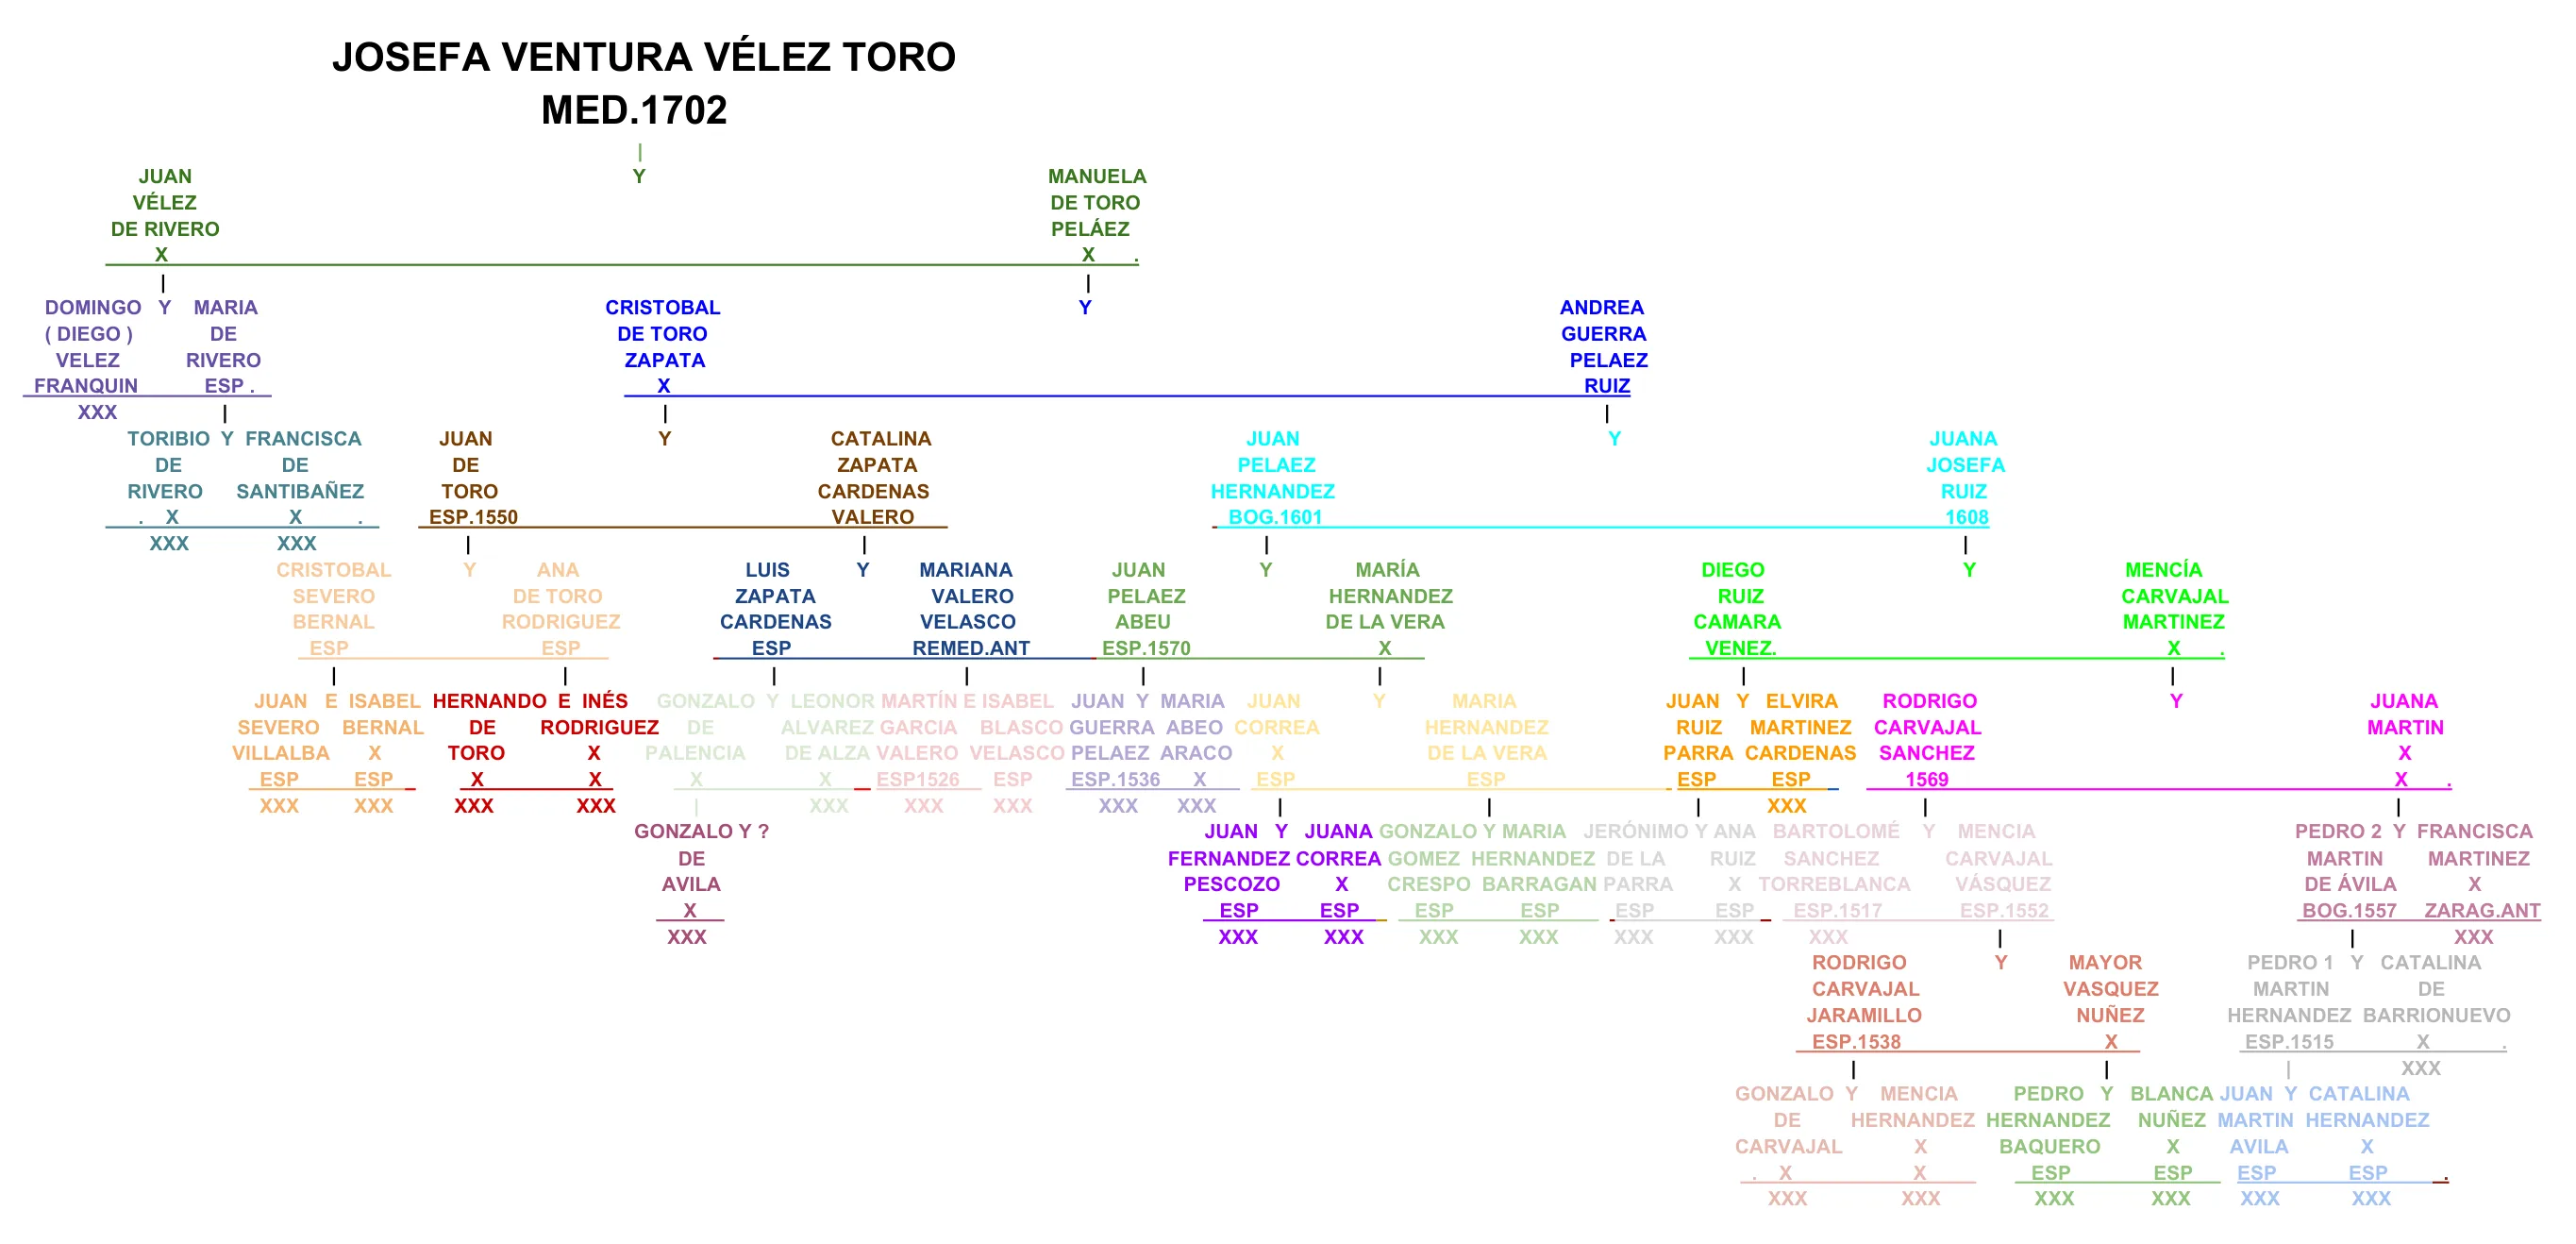 JOSEFA VENTURA VÉLEZ TORO
MED.1702
|
JUAN Y MANUELA
VÉLEZ DE TORO
DE RIVERO PELÁEZ
X X .
| |
DOMINGO Y MARIA CRISTOBAL Y ANDREA
( DIEGO ) DE DE TORO GUERRA
VELEZ RIVERO ZAPATA PELAEZ
FRANQUIN ESP . X RUIZ
XXX | | |
TORIBIO Y FRANCISCA JUAN Y CATALINA JUAN Y JUANA
DE DE DE ZAPATA PELAEZ JOSEFA
RIVERO SANTIBAÑEZ TORO CARDENAS HERNANDEZ RUIZ
. X X . ESP.1550 VALERO BOG.1601 1608
XXX XXX | | | |
CRISTOBAL Y ANA LUIS Y MARIANA JUAN Y MARÍA DIEGO Y MENCÍA
SEVERO DE TORO ZAPATA VALERO PELAEZ HERNANDEZ RUIZ CARVAJAL
BERNAL RODRIGUEZ CARDENAS VELASCO ABEU DE LA VERA CAMARA MARTINEZ
ESP ESP ESP REMED.ANT ESP.1570 X VENEZ. X .
| | | | | | | |
JUAN E ISABEL HERNANDO E INÉS GONZALO Y LEONOR MARTÍN E ISABEL JUAN Y MARIA JUAN Y MARIA JUAN Y ELVIRA RODRIGO Y JUANA
SEVERO BERNAL DE RODRIGUEZ DE ALVAREZ GARCIA BLASCO GUERRA ABEO CORREA HERNANDEZ RUIZ MARTINEZ CARVAJAL MARTIN
VILLALBA X TORO X PALENCIA DE ALZA VALERO VELASCO PELAEZ ARACO X DE LA VERA PARRA CARDENAS SANCHEZ X
ESP ESP X X X X ESP1526 ESP ESP.1536 X ESP ESP ESP ESP 1569 X .
XXX XXX XXX XXX | XXX XXX XXX XXX XXX | | | XXX | |
GONZALO Y ? JUAN Y JUANA GONZALO Y MARIA JERÓNIMO Y ANA BARTOLOMÉ Y MENCIA PEDRO 2 Y FRANCISCA
DE FERNANDEZ CORREA GOMEZ HERNANDEZ DE LA RUIZ SANCHEZ CARVAJAL MARTIN MARTINEZ
AVILA PESCOZO X CRESPO BARRAGAN PARRA X TORREBLANCA VÁSQUEZ DE ÁVILA X
X ESP ESP ESP ESP ESP ESP ESP.1517 ESP.1552 BOG.1557 ZARAG.ANT
XXX XXX XXX XXX XXX XXX XXX XXX | | XXX
RODRIGO Y MAYOR PEDRO 1 Y CATALINA
CARVAJAL VASQUEZ MARTIN DE
JARAMILLO NUÑEZ HERNANDEZ BARRIONUEVO
ESP.1538 X ESP.1515 X .
| | | XXX
GONZALO Y MENCIA PEDRO Y BLANCA JUAN Y CATALINA
DE HERNANDEZ HERNANDEZ NUÑEZ MARTIN HERNANDEZ
CARVAJAL X BAQUERO X AVILA X
. X X ESP ESP ESP ESP .
XXX XXX XXX XXX XXX XXX